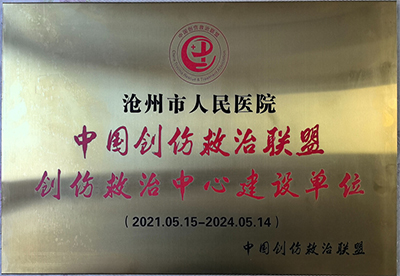 沧州市人民医院
中国创伤救治联盟
创伤救治中心建设单位
(2021.05.15-2024.05.14)
中国创伤救治联盟